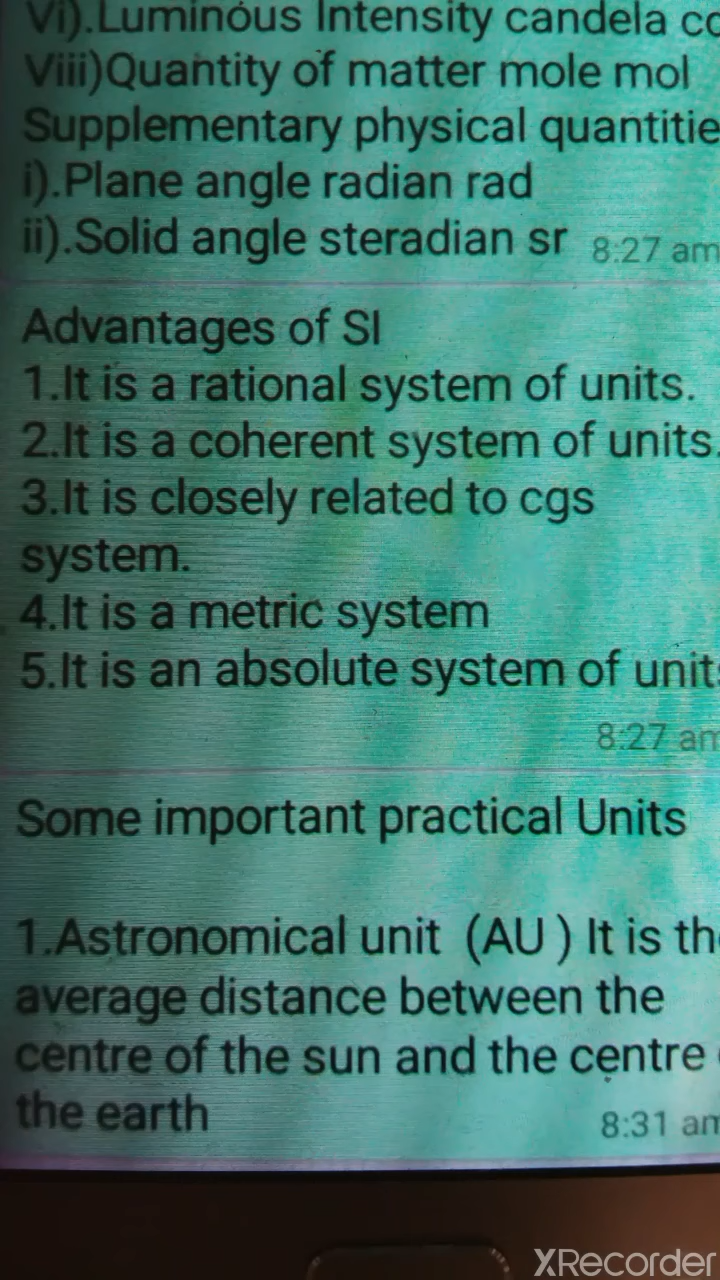 Vi).Luminous Intensity candela
Viii)Quantity of matter mole mol
Supplementary physical
i).Plane angle radian rad
ii).Solid angle steradian sr 8:27 am
Advantages of SI
1.It is a rational system of units.
2.It is a coherent system of units.
3.It is closely related to cgs
system.
4.It is a metric system
5.It is an absolute system of
8:27
Some important practical Units
1.Astronomical unit (AU ) It is
average distance between the
centre of the sun and the centre
the earth 8:31
XRecorder